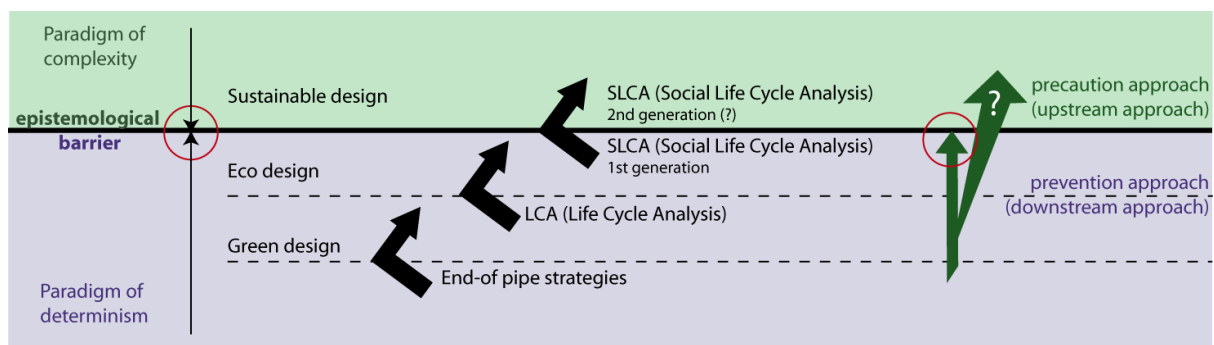 Paradigm of
complexity
epistemological
barrier
Paradigm of
determinism
Sustainable design
Eco design
Green design
SLCA (Social Life Cycle Analysis)
2nd generation (?)
SLCA (Social Life Cycle Analysis)
1st generation
LCA (Life Cycle Analysis)
End-of pipe strategies
?
precaution approach
(upstream approach)
prevention approach
(downstream approach)